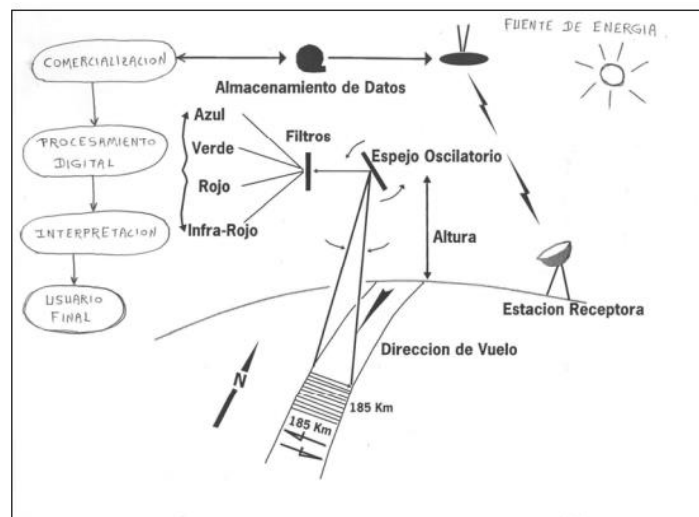 FUENTE DE ENERGIA
COMERCIALIZACION
Almacenamiento de Datos
Azul
Filtros
Verde
Espejo Oscilatorio
PROCESAMIENTO
DIGITAL
Rojo
Altura
INTERPRETACION
Infra-Rojo
USUARIO
FINAL
Estacion Receptora
Direccion de Vuelo
N
185 Km
185 Km